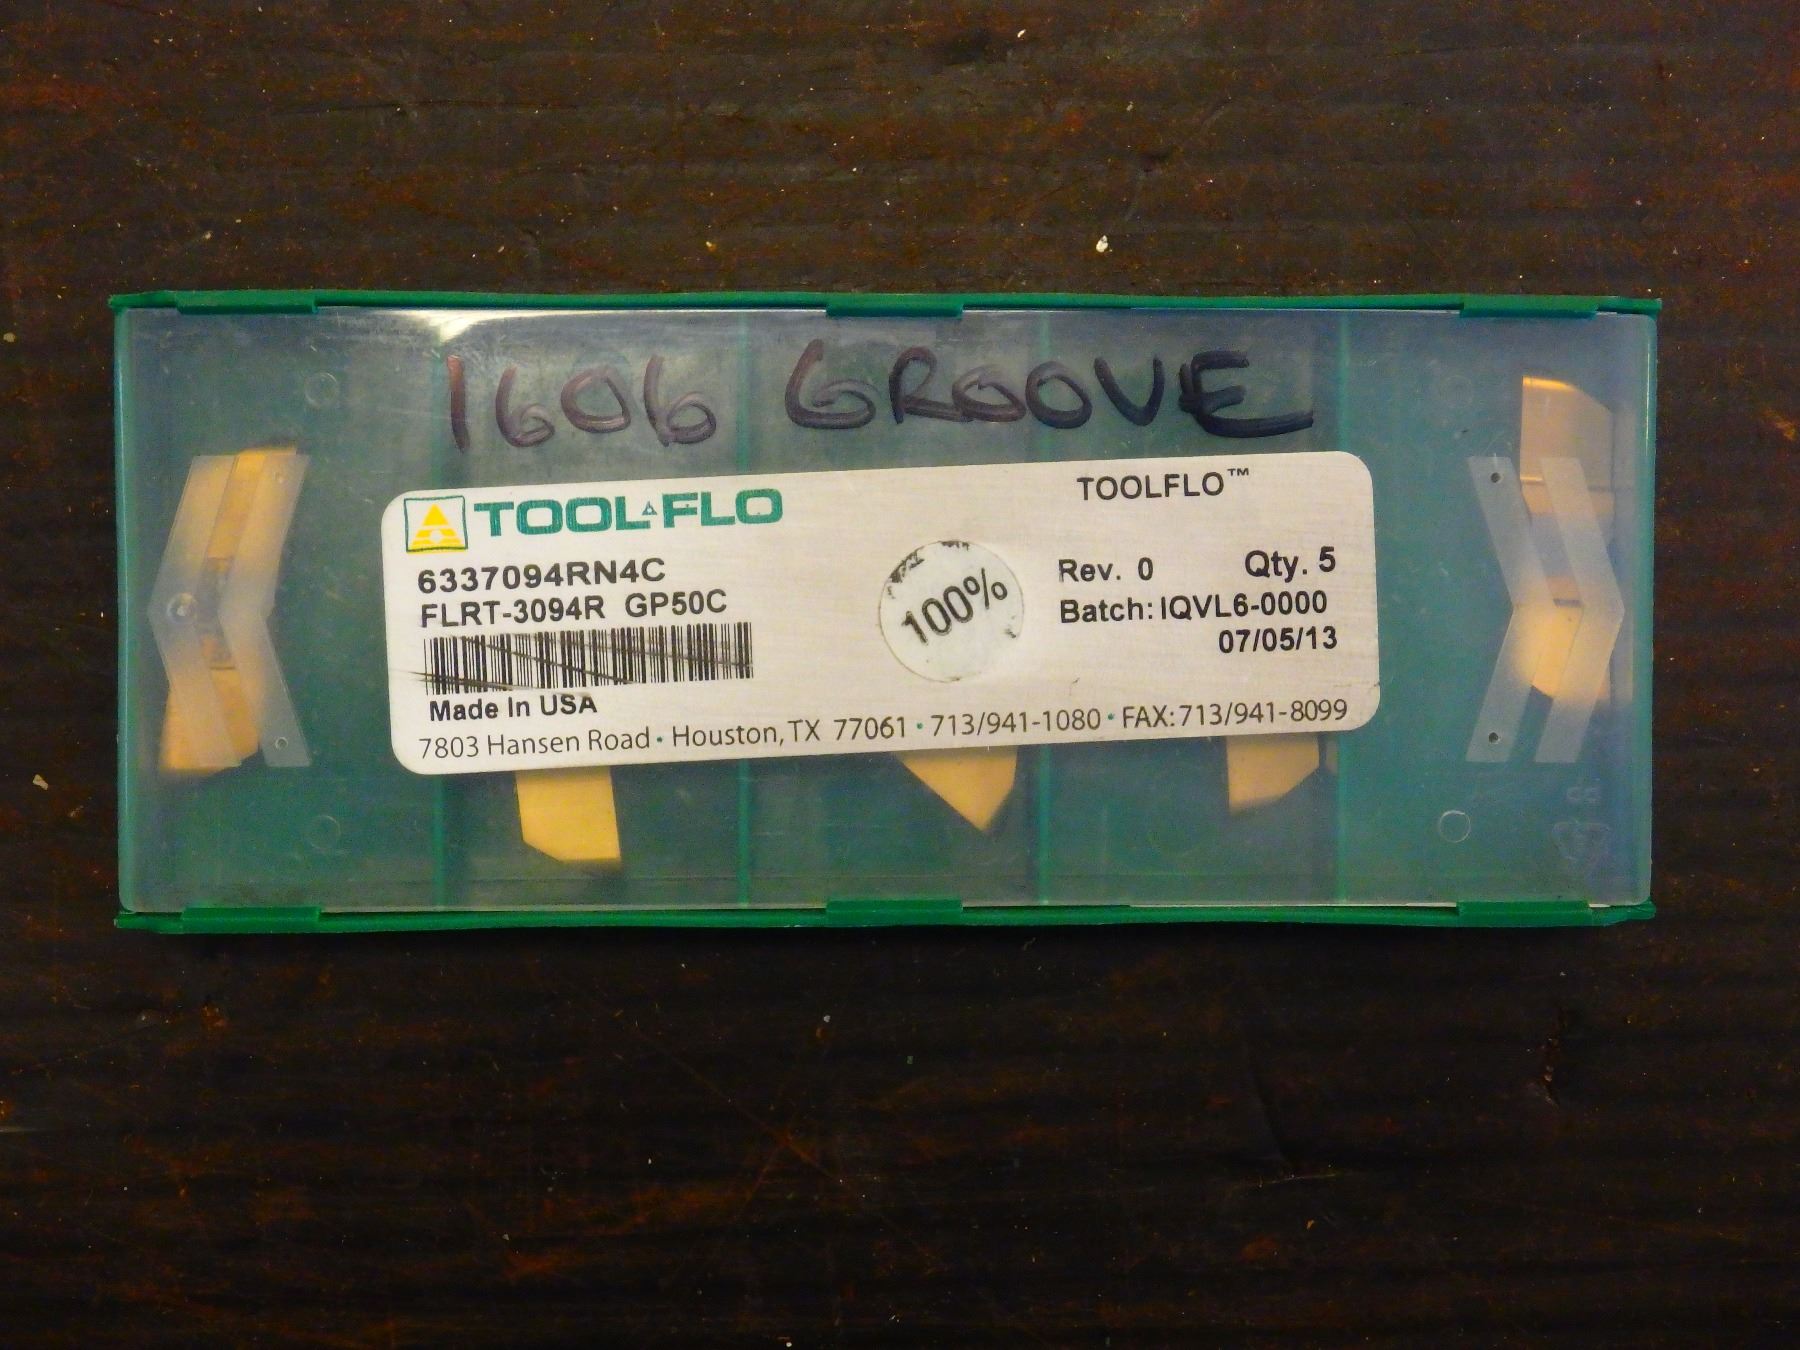 1606 GROOVE
TOOL FLO
TOOLFLO™
6337094RN4C
FLRT-3094R GP50C
100%
Rev. 0 Qty. 5
Batch: IQVL6-0000
07/05/13
Made In USA
7803 Hansen Road • Houston, TX 77061 • 713/941-1080 • FAX: 713/941-8099